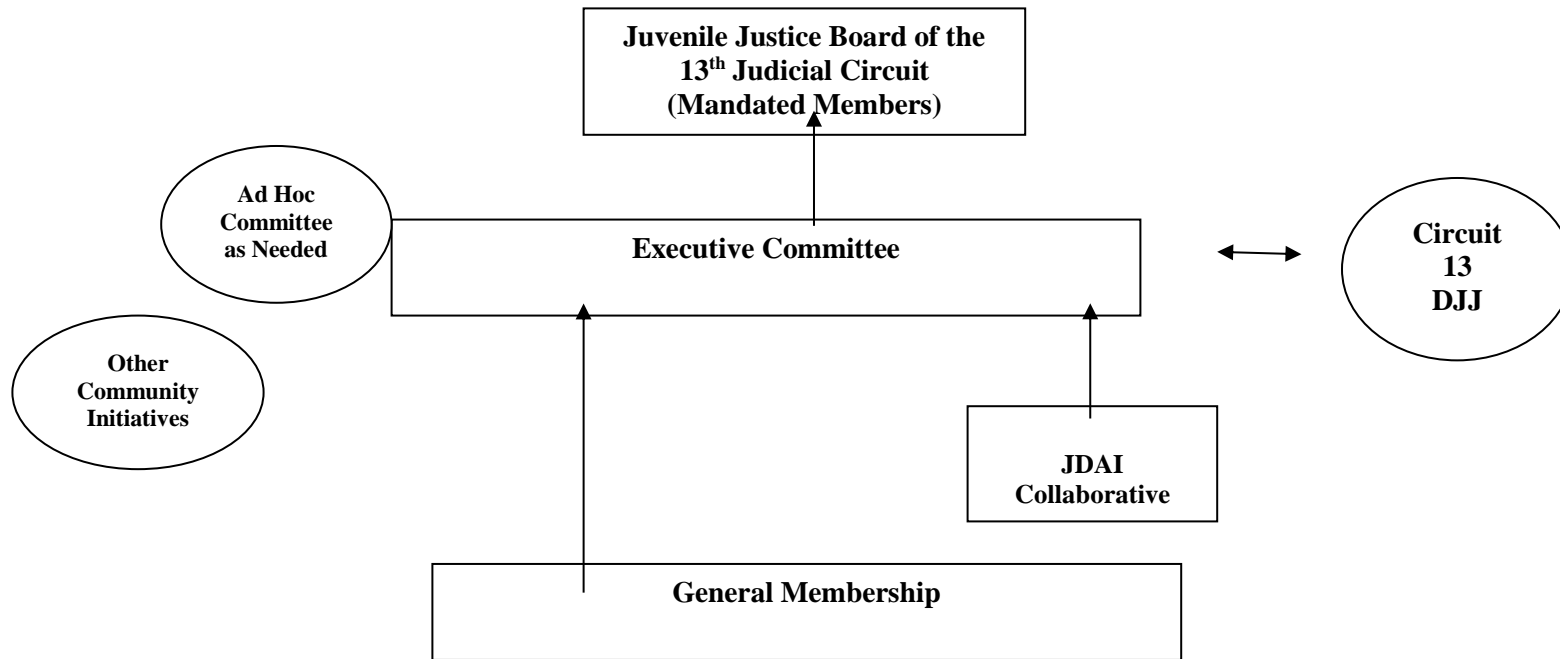 Juvenile Justice Board of the
13th Judicial Circuit
(Mandated Members)
Ad Hoc
Committee
as Needed
Executive Committee
Circuit
13
DJJ
Other
Community
Initiatives
JDAI
Collaborative
General Membership